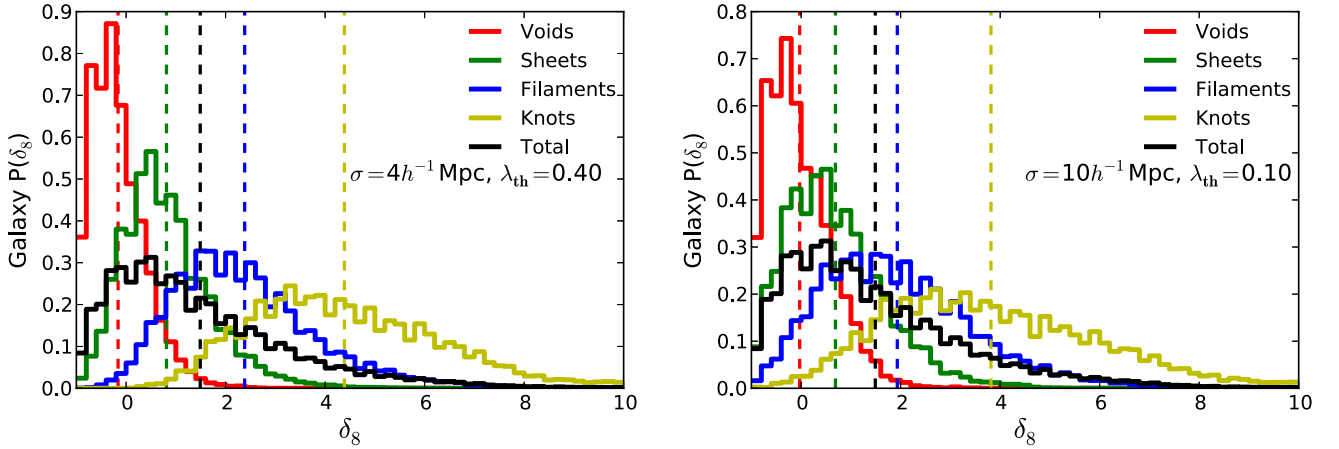 0.9
0.8
0.7
0.6
0.5
0.4
0.3
0.2
0.1
0.0
Galaxy P(δ₈)
Voids
Sheets
Filaments
Knots
Total
σ=4h⁻¹ Mpc, λ_th=0.40
0 2 4 6 8 10
δ₈
0.8
0.7
0.6
0.5
0.4
0.3
0.2
0.1
0.0
Galaxy P(δ₈)
Voids
Sheets
Filaments
Knots
Total
σ=10h⁻¹ Mpc, λ_th=0.10
0 2 4 6 8 10
δ₈